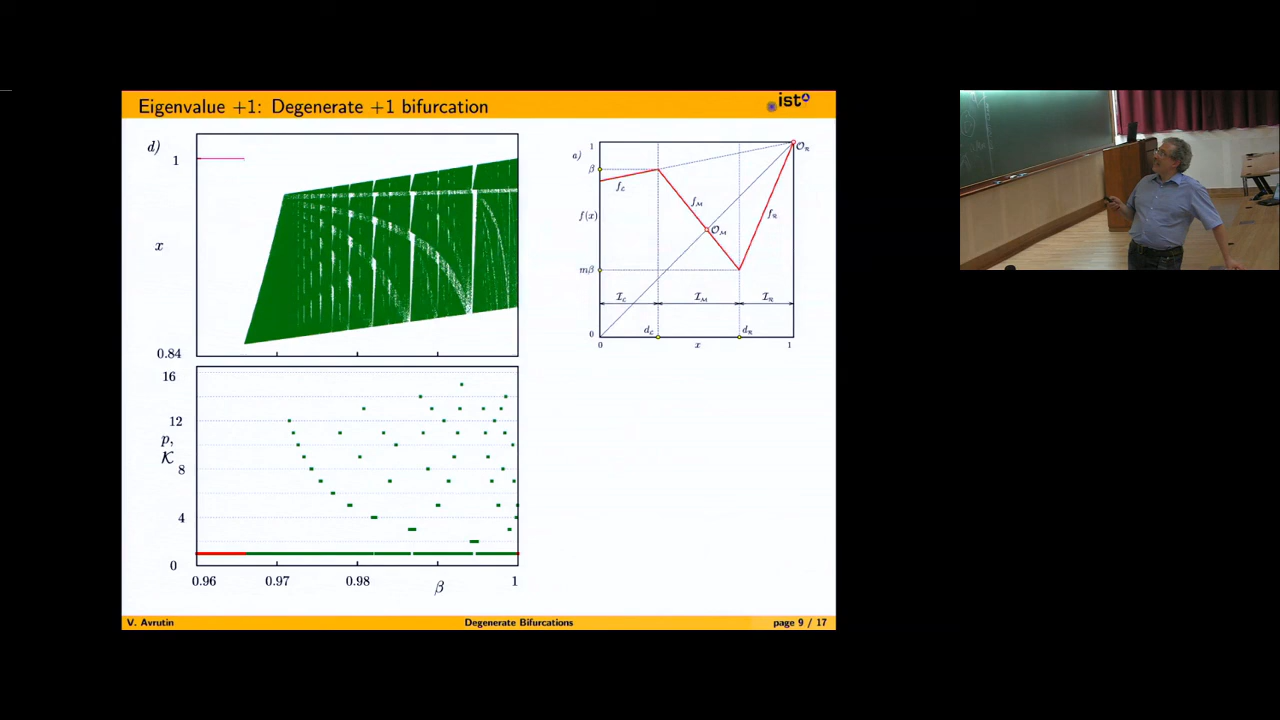 Eigenvalue +1: Degenerate +1 bifurcation
ist
d)
1
x
0.84
16
12
p,
𝒦
8
4
0
0.96 0.97 0.98 β 1
a)
1
β
f(x)
mβ
0
f_ℒ
f_ℳ
f_ℛ
𝒪_ℛ
𝒪_ℳ
ℐ_ℒ ℐ_ℳ ℐ_ℛ
d_ℒ d_ℛ
0 x 1
V. Avrutin Degenerate Bifurcations page 9 / 17